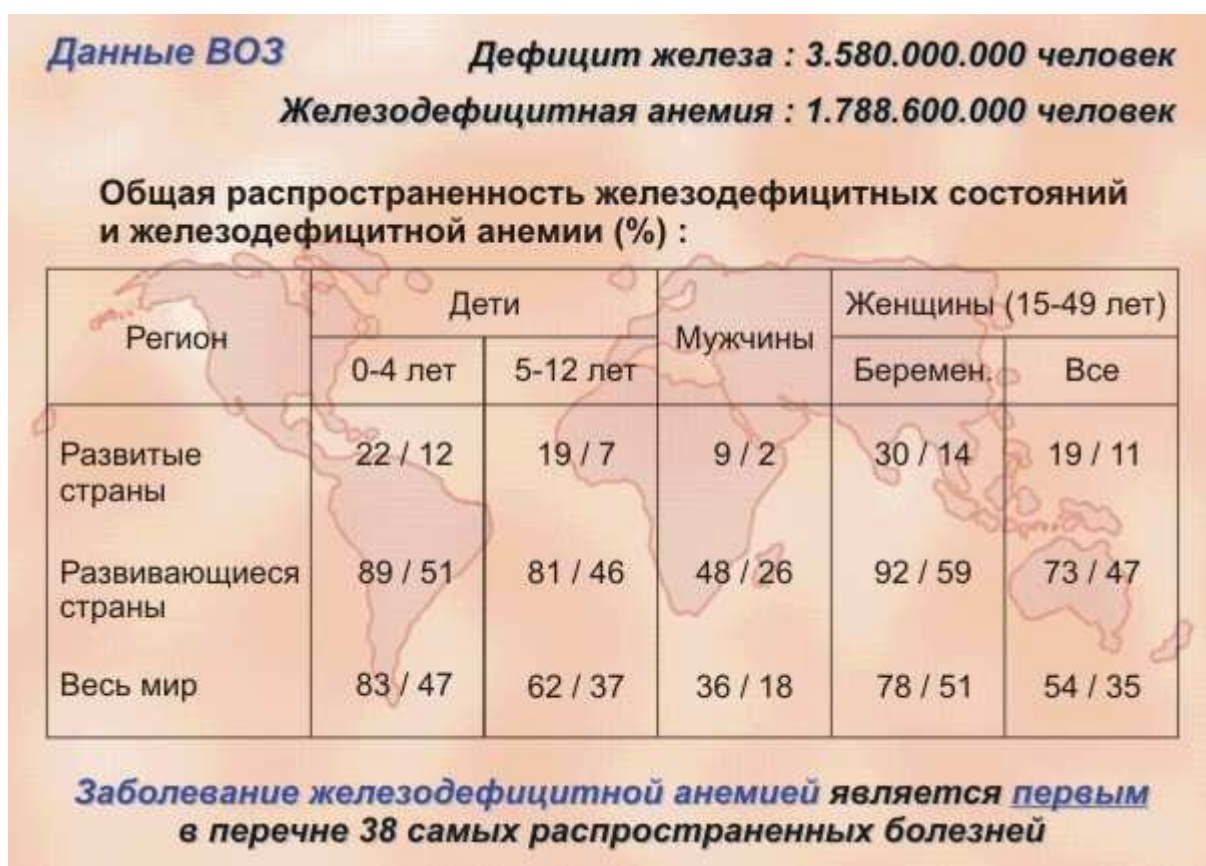 Данные ВОЗ
Дефицит железа : 3.580.000.000 человек
Железодефицитная анемия : 1.788.600.000 человек
Общая распространенность железодефицитных состояний
и железодефицитной анемии (%) :
Регион Дети Мужчины Женщины (15-49 лет)
0-4 лет 5-12 лет Беремен. Все
Развитые страны 22 / 12 19 / 7 9 / 2 30 / 14 19 / 11
Развивающиеся страны 89 / 51 81 / 46 48 / 26 92 / 59 73 / 47
Весь мир 83 / 47 62 / 37 36 / 18 78 / 51 54 / 35
Заболевание железодефицитной анемией является первым
в перечне 38 самых распространенных болезней